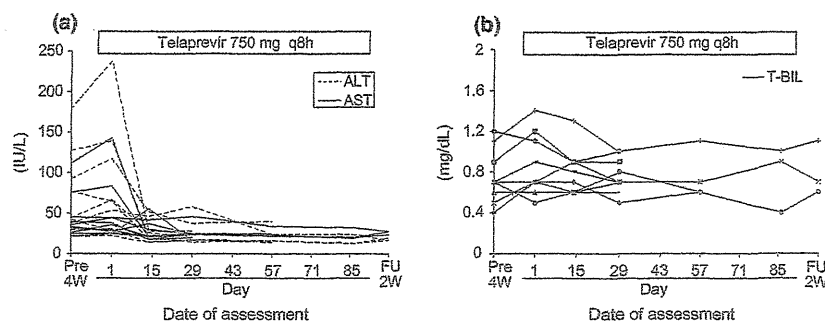 (a)
Telaprevir 750 mg q8h
250
200
150
100
50
0
(IU/L)
ALT
AST
Pre 4W
1
15
29
43
57
71
85
FU 2W
Day
Date of assessment
(b)
Telaprevir 750 mg q8h
2
1.6
1.2
0.8
0.4
0
(mg/dL)
T-BIL
Pre 4W
1
15
29
43
57
71
85
FU 2W
Day
Date of assessment